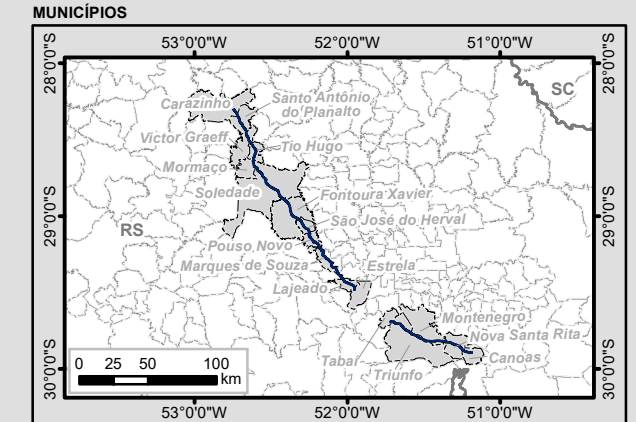 MUNICÍPIOS
53°0'0"W 52°0'0"W 51°0'0"W
28°0'0"S 28°0'0"S
SC
Carazinho
Santo Antônio
do Planalto
Victor Graeff
Tio Hugo
Mormaço
Soledade
Fontoura Xavier
São José do Herval
RS
29°0'0"S 29°0'0"S
Pouso Novo
Marques de Souza
Estrela
Lajeado
Montenegro
Nova Santa Rita
Tabaí
Canoas
Triunfo
0 25 50 100
km
30°0'0"S 30°0'0"S
53°0'0"W 52°0'0"W 51°0'0"W